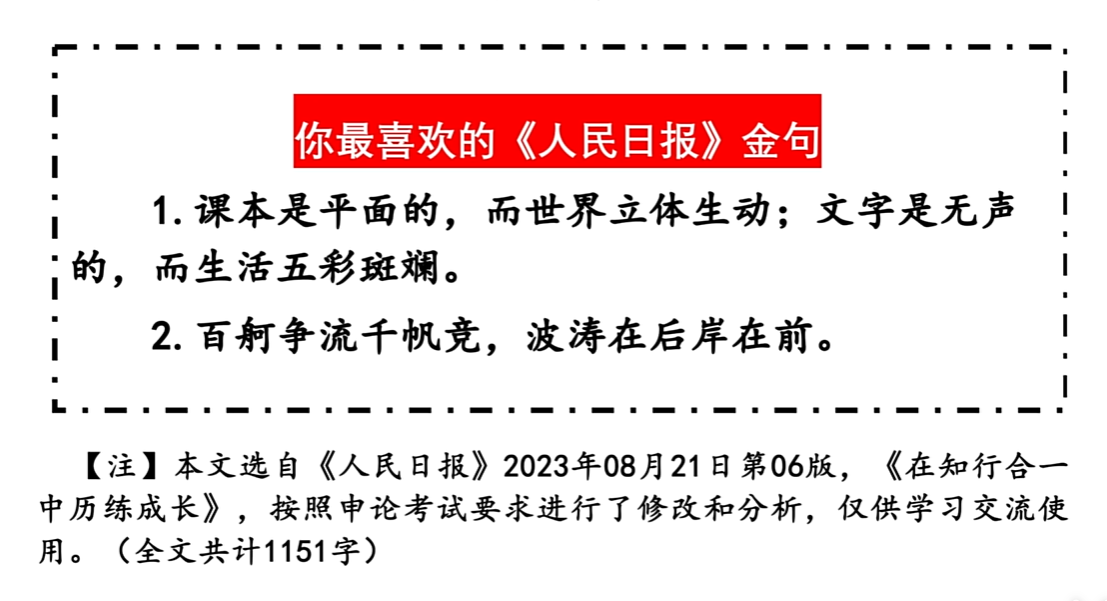 你最喜欢的《人民日报》金句
1.课本是平面的，而世界立体生动；文字是无声
的，而生活五彩斑斓。
2.百舸争流千帆竞，波涛在后岸在前。
【注】本文选自《人民日报》2023年08月21日第06版，《在知行合一
中历练成长》，按照申论考试要求进行了修改和分析，仅供学习交流使
用。（全文共计1151字）